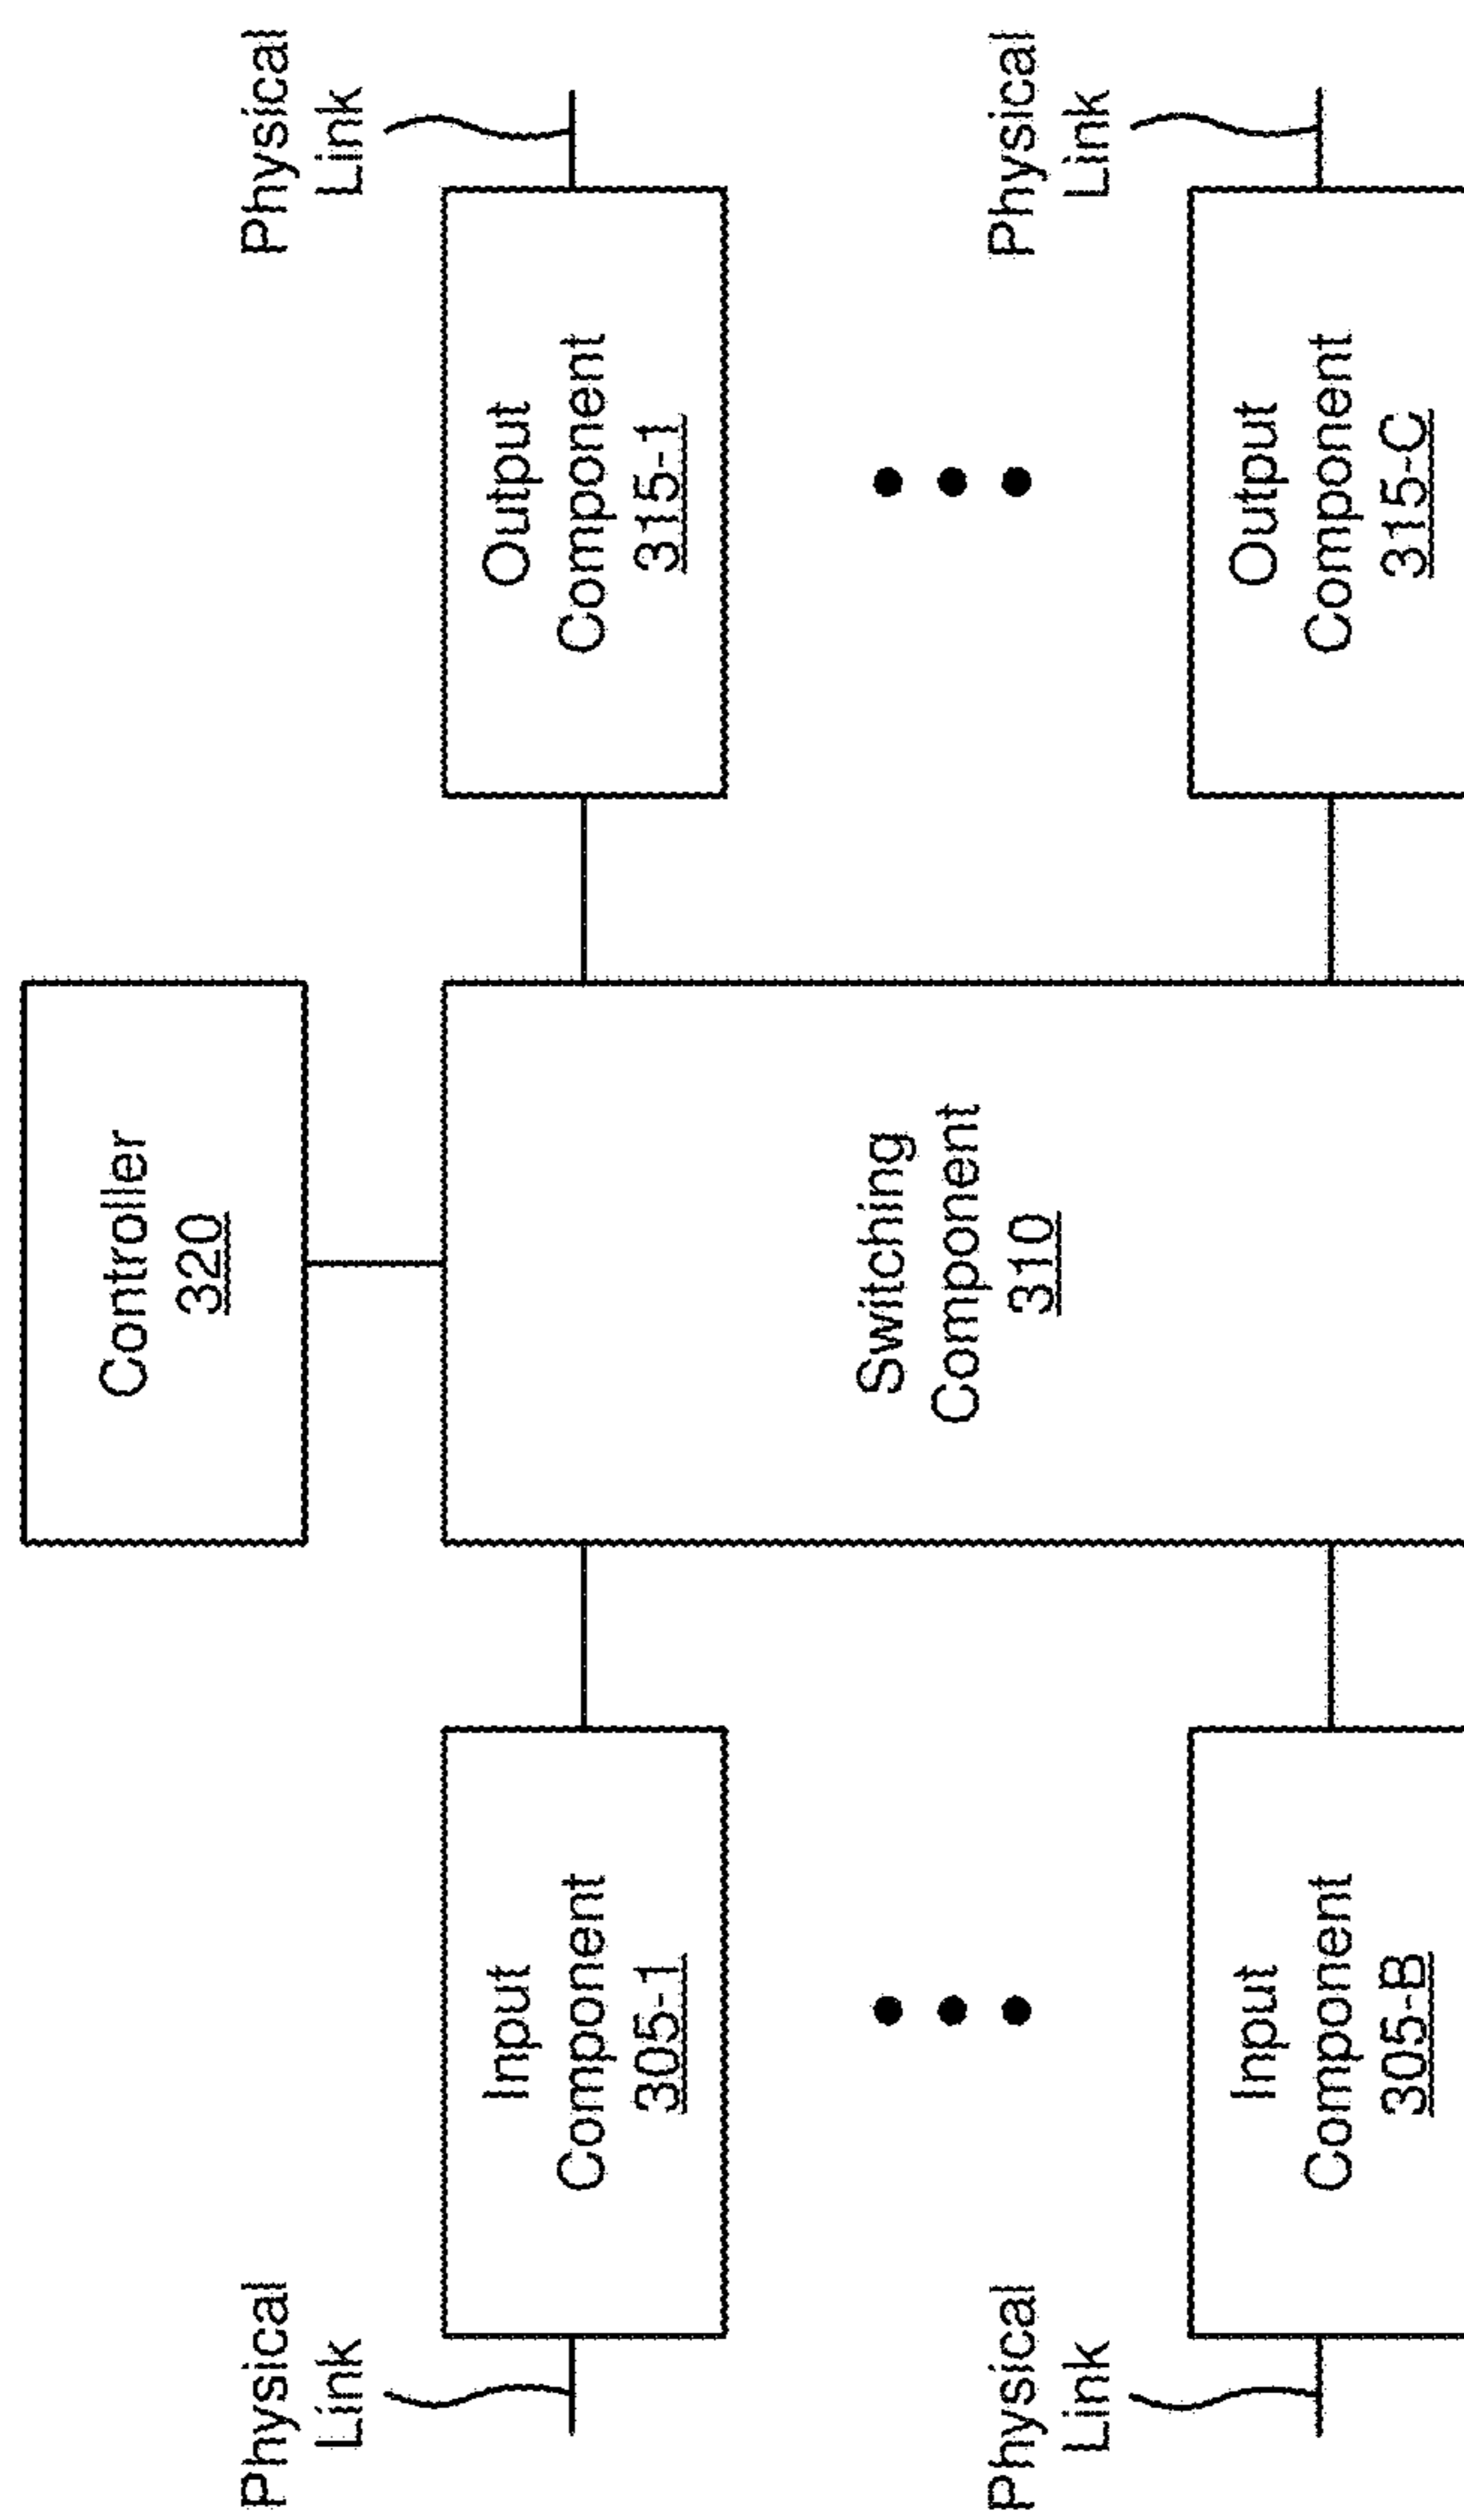 Controller
320
Physical
Link
Input
Component
305-1
Switching
Component
310
Output
Component
315-1
Physical
Link
Physical
Link
Input
Component
305-B
Output
Component
315-C
Physical
Link